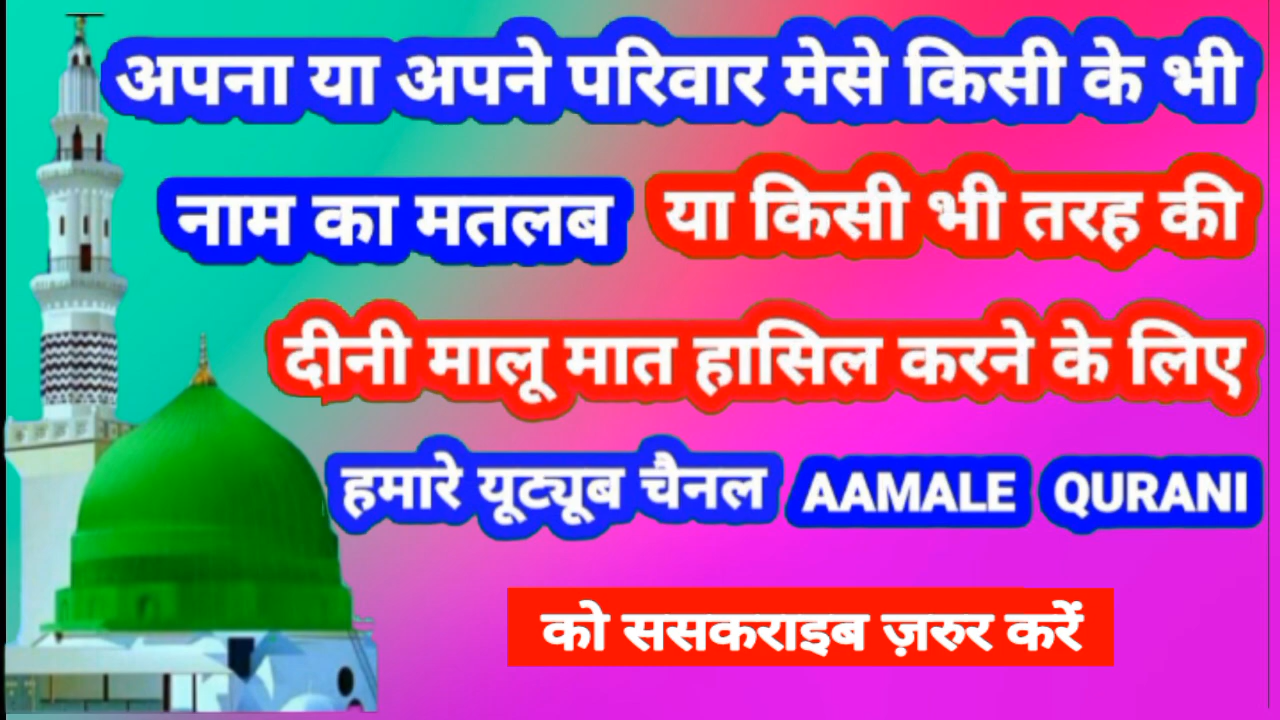 अपना या अपने परिवार मेसे किसी के भी
नाम का मतलब या किसी भी तरह की
दीनी मालू मात हासिल करने के लिए
हमारे यूट्यूब चैनल AAMALE QURANI
को ससकराइब ज़रुर करें